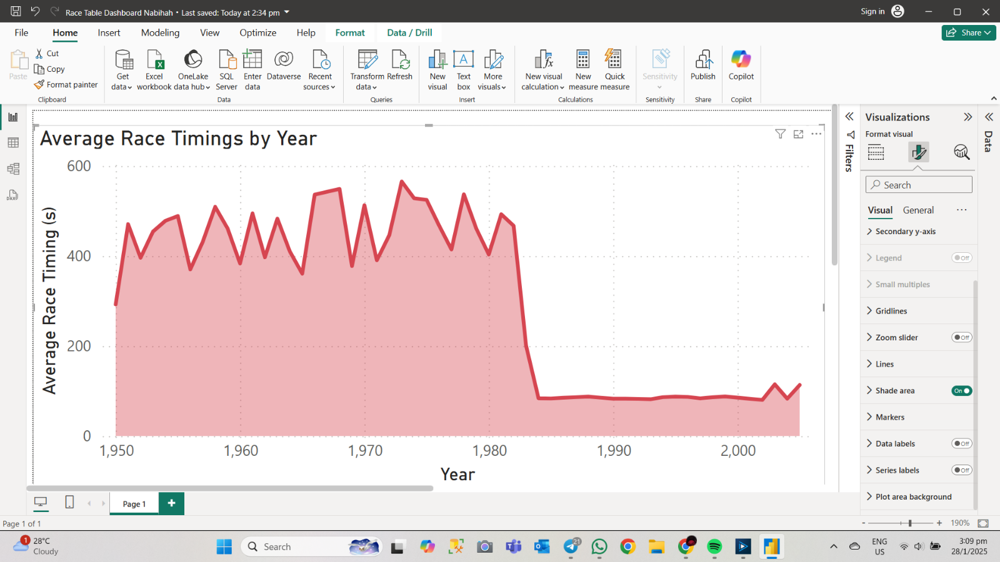 Race Table Dashboard Nabihah • Last saved: Today at 2:34 pm
Sign in
File Home Insert Modeling View Optimize Help Format Data / Drill
Share
Paste
Cut
Copy
Format painter
Clipboard
Get data
Excel workbook
OneLake data hub
SQL Server
Enter data
Dataverse
Recent sources
Data
Transform data
Refresh
Queries
New visual
Text box
More visuals
Insert
New visual calculation
New measure
Quick measure
Calculations
Sensitivity
Sensitivity
Publish
Share
Copilot
Copilot
DAX
Average Race Timings by Year
Average Race Timing (s)
600
400
200
0
1,950 1,960 1,970 1,980 1,990 2,000
Year
Filters
Visualizations
Format visual
Search
Visual General
Secondary y-axis
Legend Off
Small multiples
Gridlines
Zoom slider Off
Lines
Shade area On
Markers
Data labels Off
Series labels Off
Plot area background
Data
Page 1
+
Page 1 of 1
- + 190%
1
28°C
Cloudy
Search
21
ENG
US
3:09 pm
28/1/2025